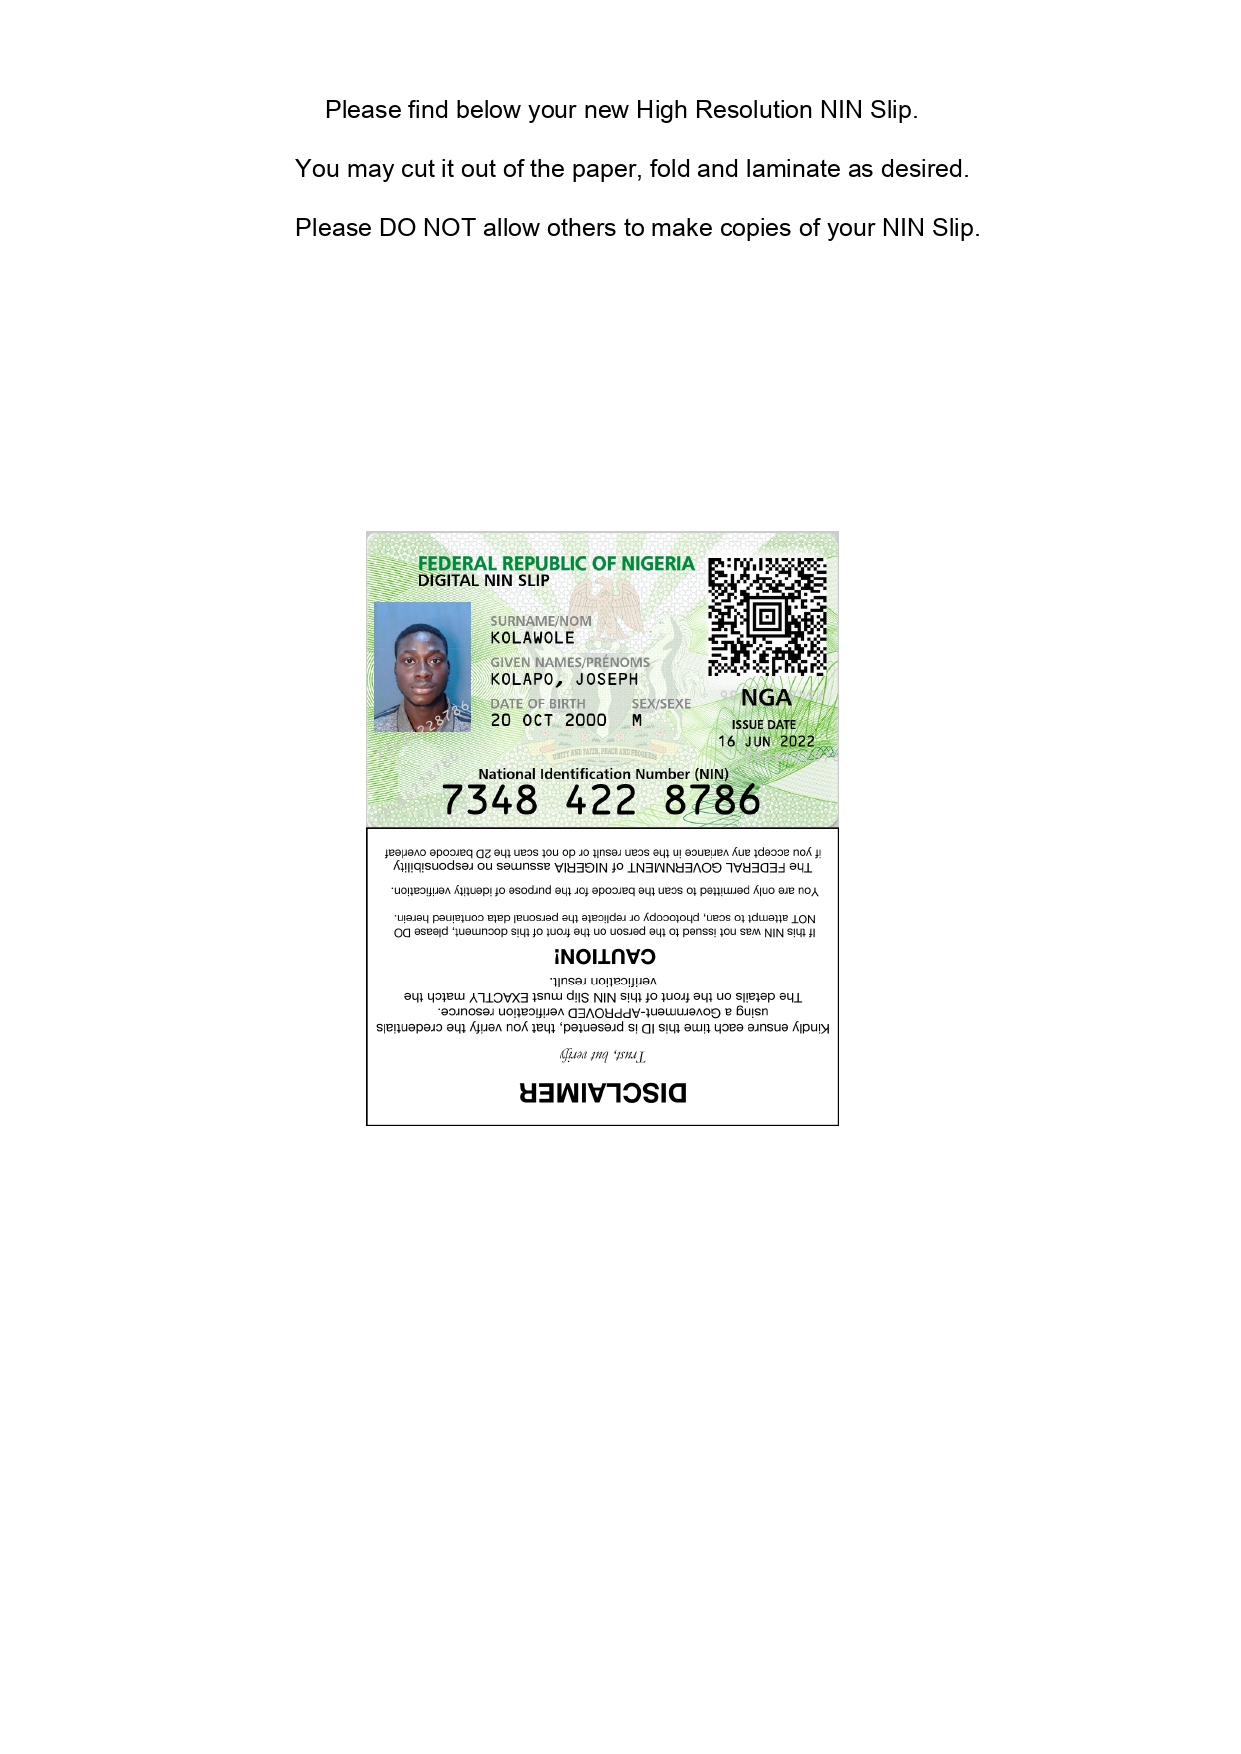 Please find below your new High Resolution NIN Slip.
You may cut it out of the paper, fold and laminate as desired.
Please DO NOT allow others to make copies of your NIN Slip.
FEDERAL REPUBLIC OF NIGERIA
DIGITAL NIN SLIP
SURNAME/NOM
KOLAWOLE
GIVEN NAMES/PRÉNOMS
KOLAPO, JOSEPH
DATE OF BIRTH SEX/SEXE
20 OCT 2000 M
NGA
ISSUE DATE
16 JUN 2022
228786
UNITY AND FAITH, PEACE AND PROGRESS
National Identification Number (NIN)
7348 422 8786
DISCLAIMER
Trust, but verify
Kindly ensure each time this ID is presented, that you verify the credentials
using a Government-APPROVED verification resource.
The details on the front of this NIN Slip must EXACTLY match the
verification result.
CAUTION!
If this NIN was not issued to the person on the front of this document, please DO
NOT attempt to scan, photocopy or replicate the personal data contained herein.
You are only permitted to scan the barcode for the purpose of identity verification.
The FEDERAL GOVERNMENT of NIGERIA assumes no responsibility
if you accept any variance in the scan result or do not scan the 2D barcode overleaf